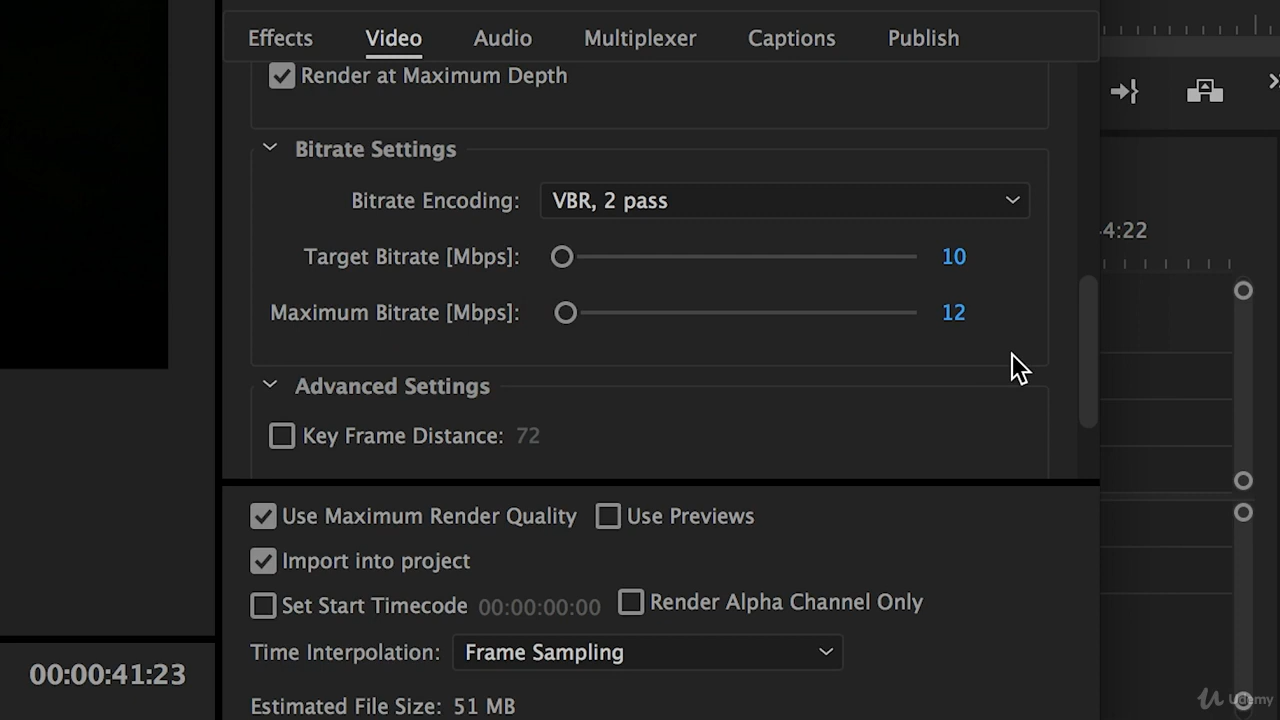 Effects Video Audio Multiplexer Captions Publish
Render at Maximum Depth
Bitrate Settings
Bitrate Encoding: VBR, 2 pass
-4:22
Target Bitrate [Mbps]: 10
Maximum Bitrate [Mbps]: 12
Advanced Settings
Key Frame Distance: 72
Use Maximum Render Quality Use Previews
Import into project
Set Start Timecode 00:00:00:00 Render Alpha Channel Only
Time Interpolation: Frame Sampling
00:00:41:23
Estimated File Size: 51 MB
Udemy